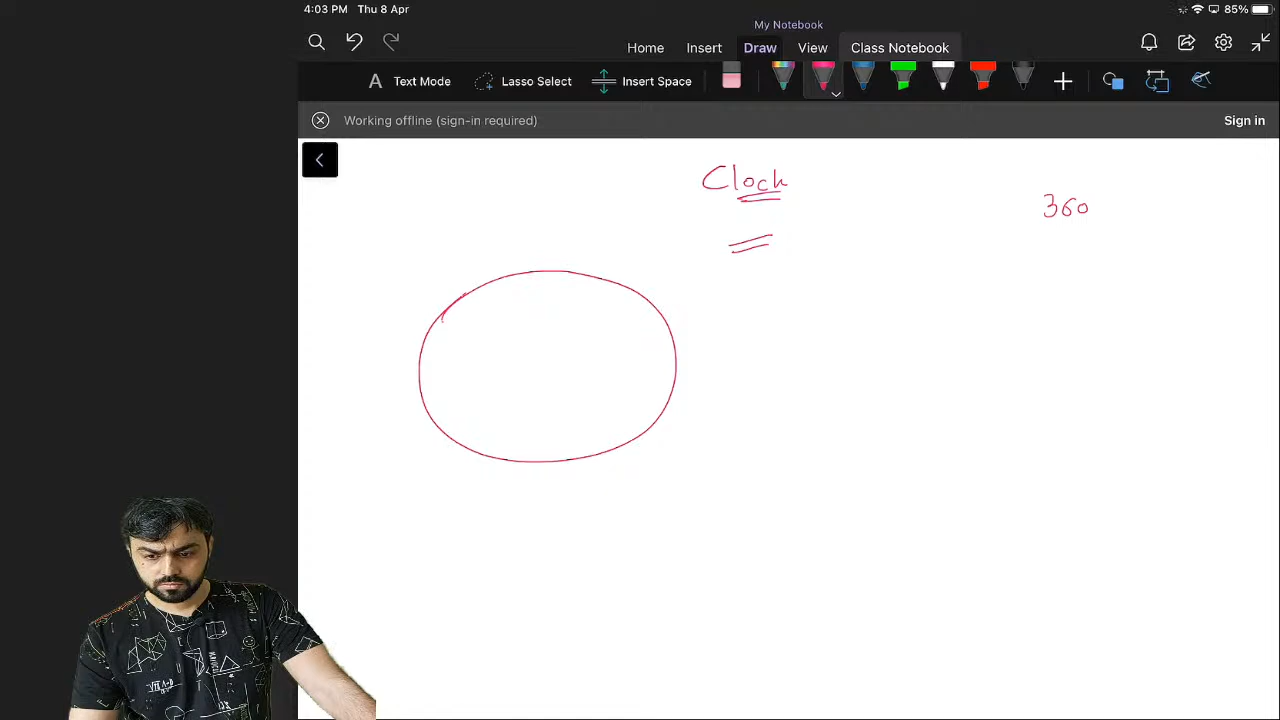 4:03 PM Thu 8 Apr 85%
My Notebook
Home Insert Draw View Class Notebook
A Text Mode Lasso Select Insert Space
Working offline (sign-in required) Sign in
Clock
360